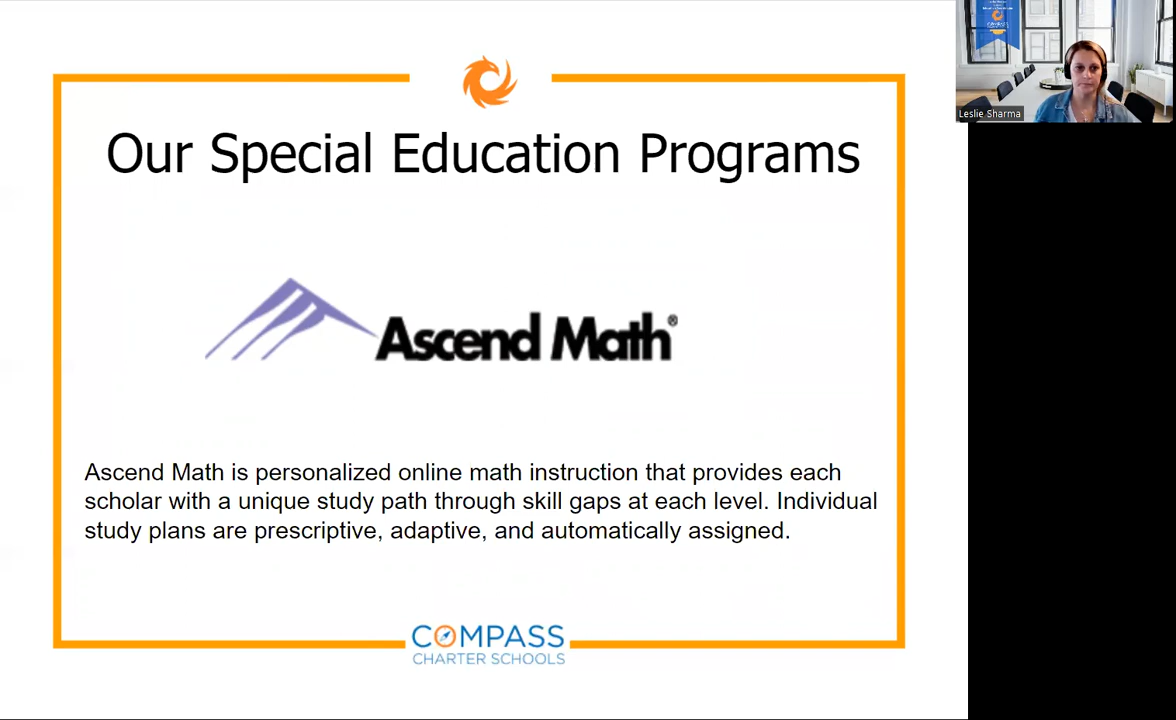 Our Special Education Programs
Ascend Math®
Ascend Math is personalized online math instruction that provides each
scholar with a unique study path through skill gaps at each level. Individual
study plans are prescriptive, adaptive, and automatically assigned.
COMPASS
CHARTER SCHOOLS
Leslie Sharma